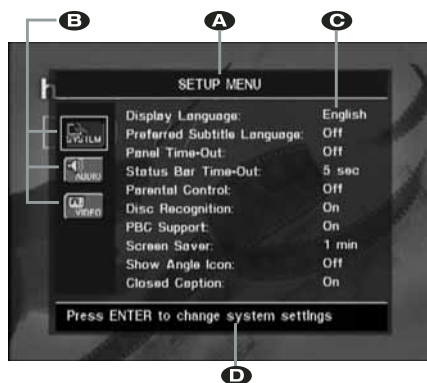 B A C
h
SETUP MENU
SYSTEM
AUDIO
VIDEO
Display Language: English
Preferred Subtitle Language: Off
Panel Time-Out: Off
Status Bar Time-Out: 5 sec
Parental Control: Off
Disc Recognition: On
PBC Support: On
Screen Saver: 1 min
Show Angle Icon: Off
Closed Caption: On
Press ENTER to change system settings
D